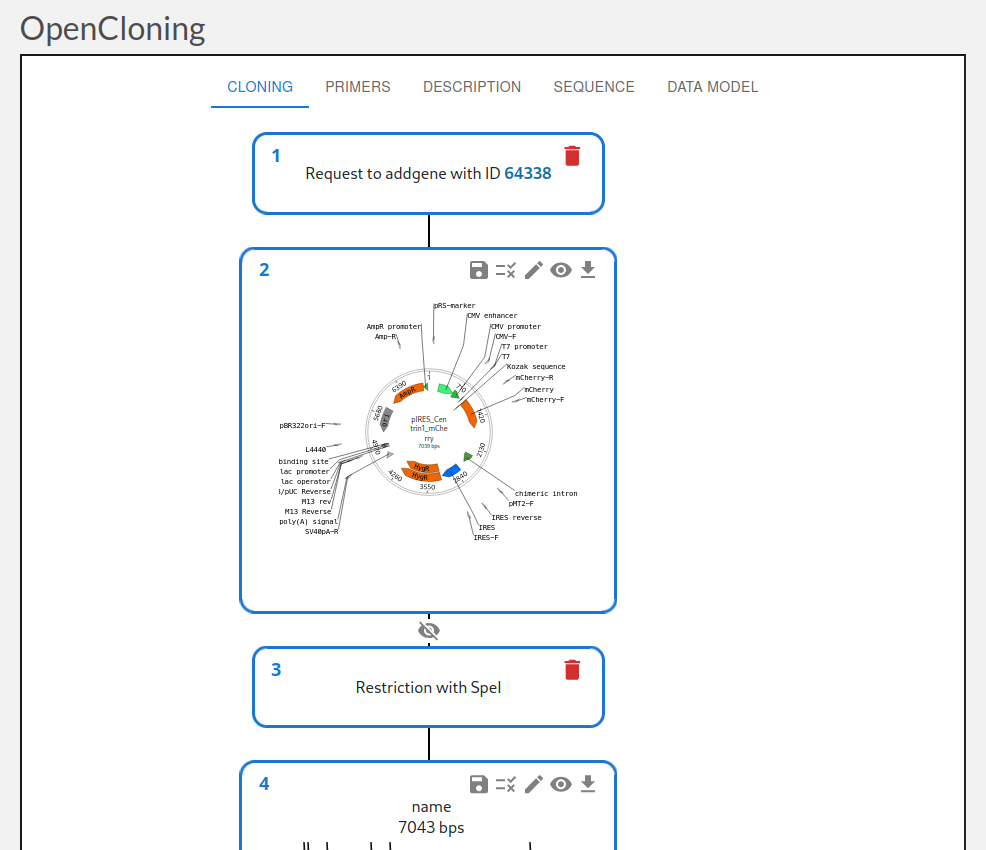 OpenCloning
CLONING PRIMERS DESCRIPTION SEQUENCE DATA MODEL
1
Request to addgene with ID 64338
2
pRS-marker
CMV enhancer
AmpR promoter
CMV promoter
Amp-R
CMV-F
T7 promoter
T7
Kozak sequence
mCherry-R
mCherry
mCherry-F
1
710
1420
2130
2840
3550
4260
4970
5680
6390
AmpR
ori
HygR
HygR
pIRES_Cen
trin1_mChe
rry
7039 bps
pBR322ori-F
L4440
binding site
lac promoter
lac operator
/pUC Reverse
M13 rev
M13 Reverse
poly(A) signal
SV40pA-R
chimeric intron
pMT2-F
IRES reverse
IRES
IRES-F
3
Restriction with SpeI
4
name
7043 bps